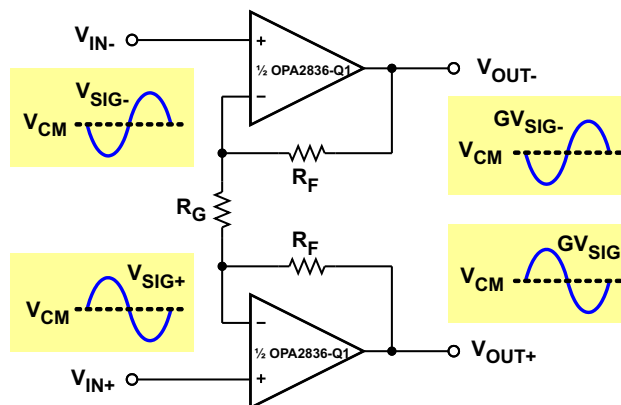 VIN-
+
½ OPA2836-Q1
−
VOUT-
VSIG-
VCM
GVSIG-
VCM
RF
RG
RF
VSIG+
VCM
GVSIG
VCM
−
½ OPA2836-Q1
+
VOUT+
VIN+